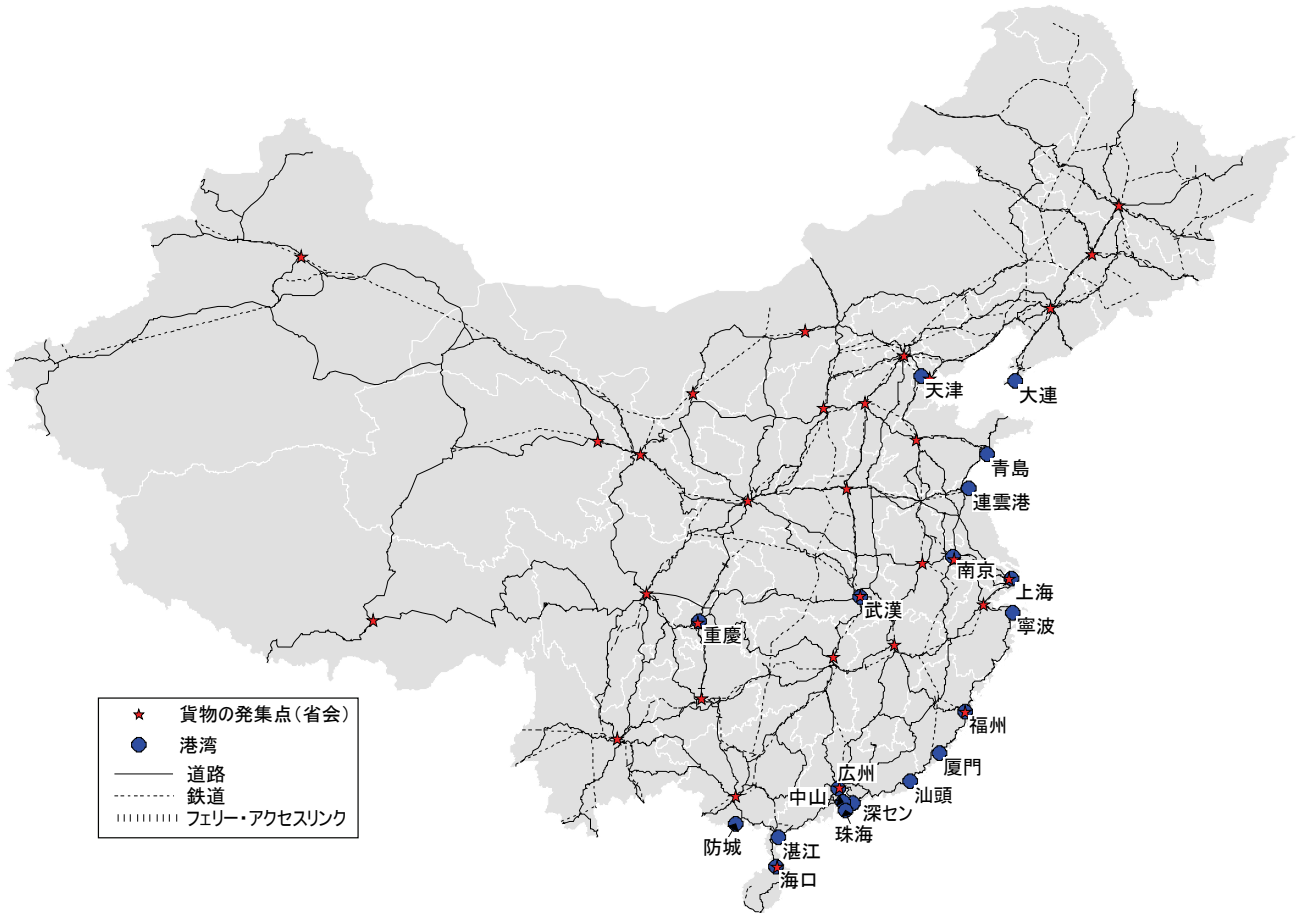 天津
大連
青島
連雲港
南京
上海
武漢
寧波
重慶
福州
厦門
広州
汕頭
中山
深セン
珠海
防城
湛江
海口
貨物の発集点（省会）
港湾
道路
鉄道
フェリー・アクセスリンク